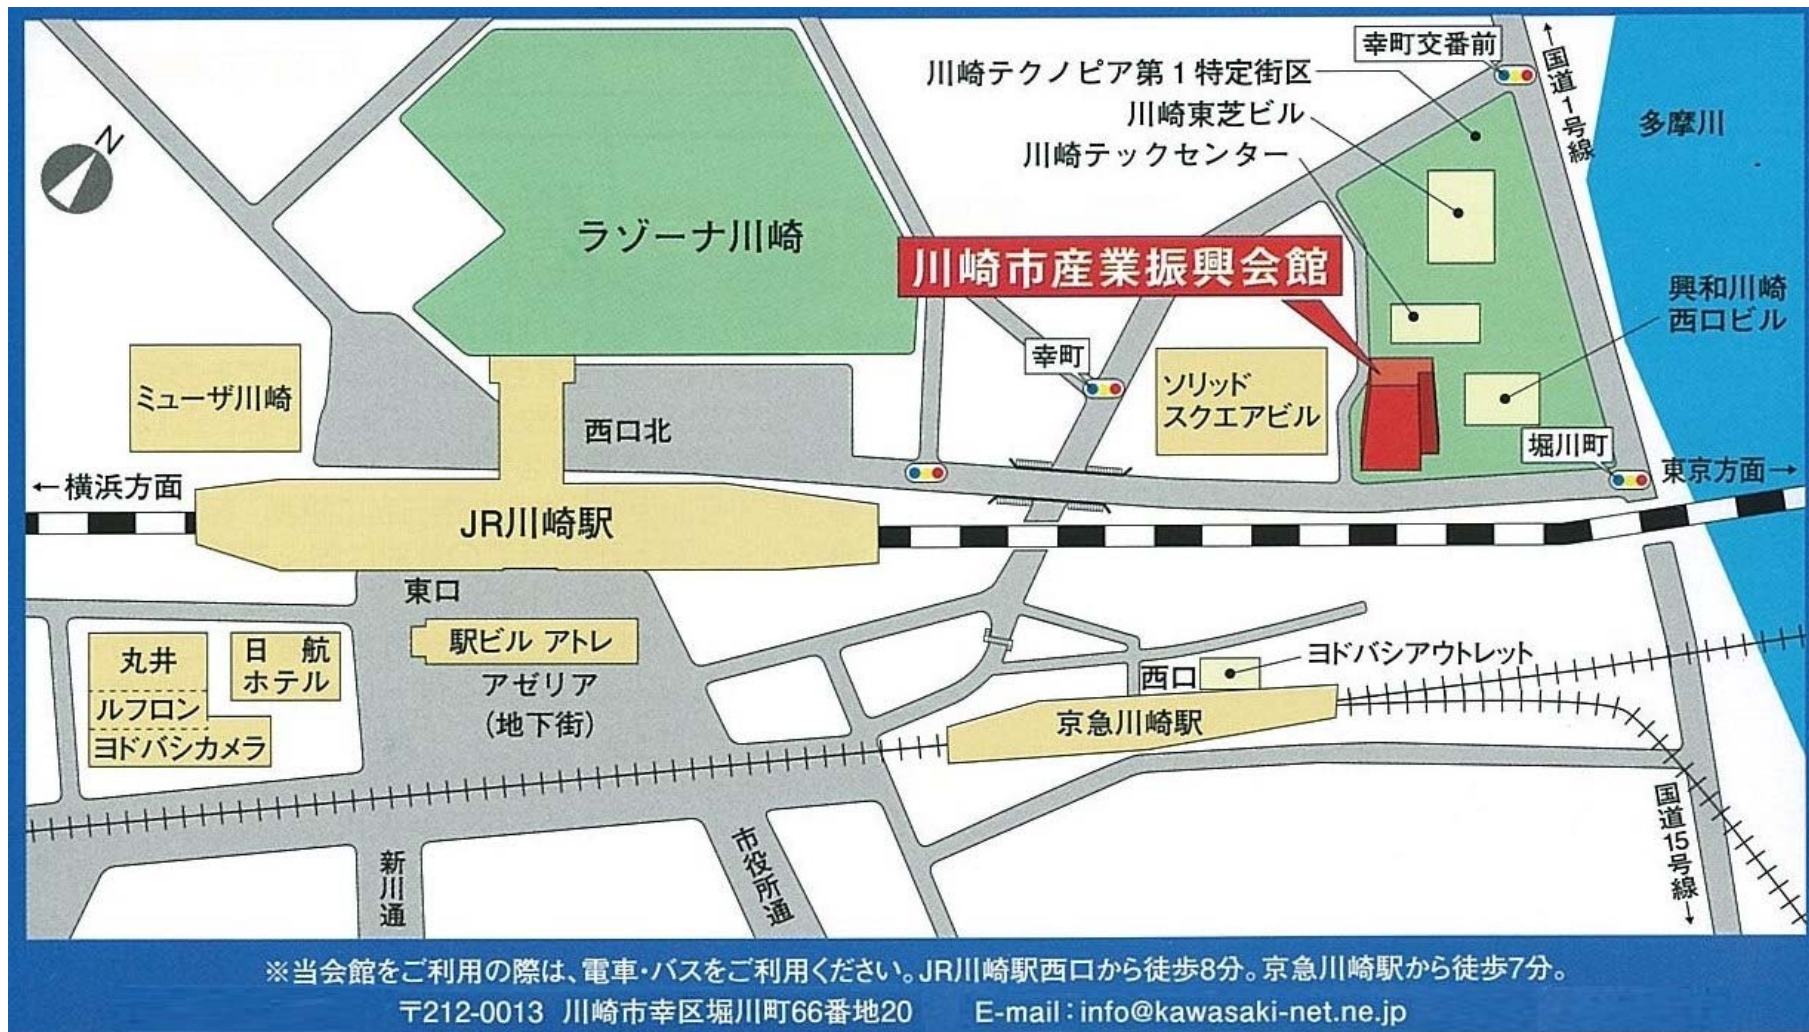 幸町交番前
川崎テクノピア第1特定街区
川崎東芝ビル
川崎テックセンター
←国道1号線
多摩川
N
ラゾーナ川崎
川崎市産業振興会館
興和川崎
西口ビル
幸町
ソリッド
スクエアビル
ミューザ川崎
西口北
堀川町
←横浜方面
東京方面→
JR川崎駅
東口
丸井
ルフロン
ヨドバシカメラ
日航
ホテル
駅ビル アトレ
アゼリア
(地下街)
西口
ヨドバシアウトレット
京急川崎駅
新川通
市役所通
国道15号線→
※当会館をご利用の際は、電車・バスをご利用ください。JR川崎駅西口から徒歩8分。京急川崎駅から徒歩7分。
〒212-0013 川崎市幸区堀川町66番地20 E-mail：info@kawasaki-net.ne.jp